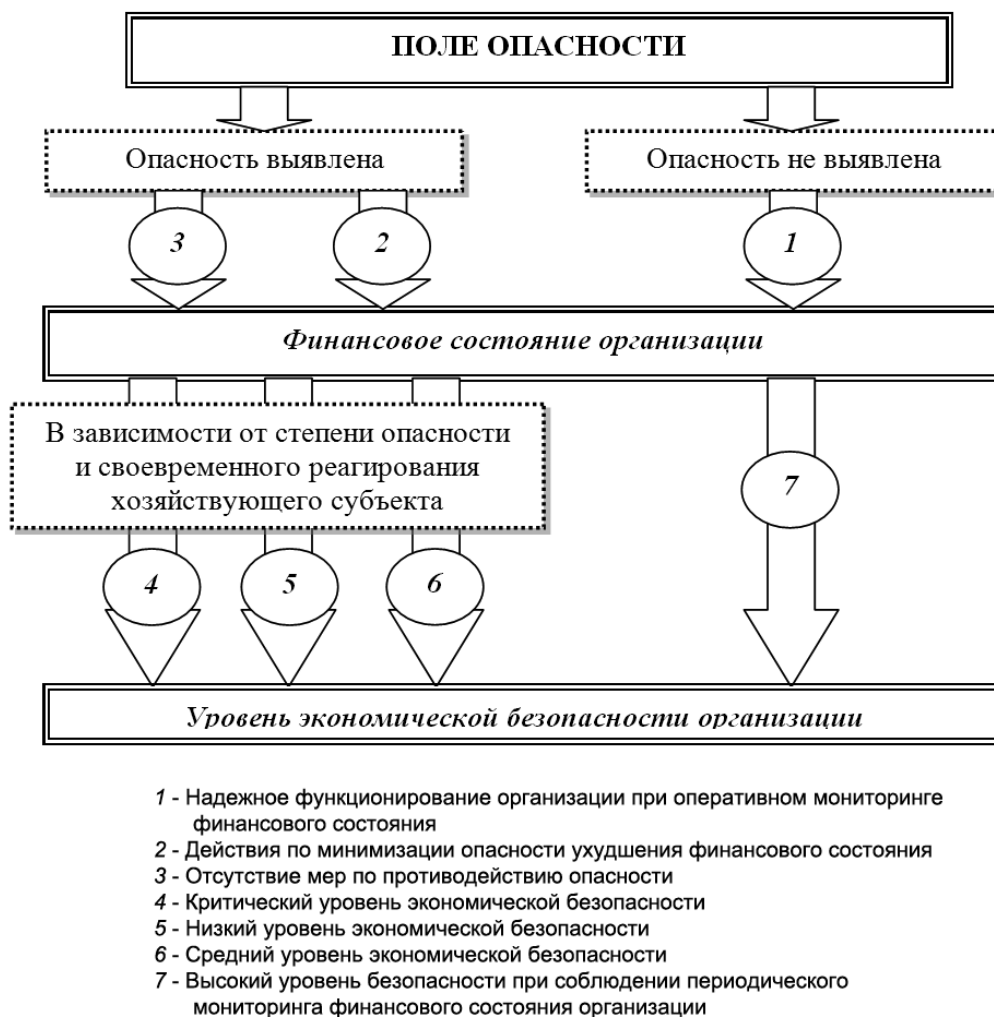 ПОЛЕ ОПАСНОСТИ
Опасность выявлена
Опасность не выявлена
3
2
1
Финансовое состояние организации
В зависимости от степени опасности
и своевременного реагирования
хозяйствующего субъекта
7
4
5
6
Уровень экономической безопасности организации
1 - Надежное функционирование организации при оперативном мониторинге
финансового состояния
2 - Действия по минимизации опасности ухудшения финансового состояния
3 - Отсутствие мер по противодействию опасности
4 - Критический уровень экономической безопасности
5 - Низкий уровень экономической безопасности
6 - Средний уровень экономической безопасности
7 - Высокий уровень безопасности при соблюдении периодического
мониторинга финансового состояния организации